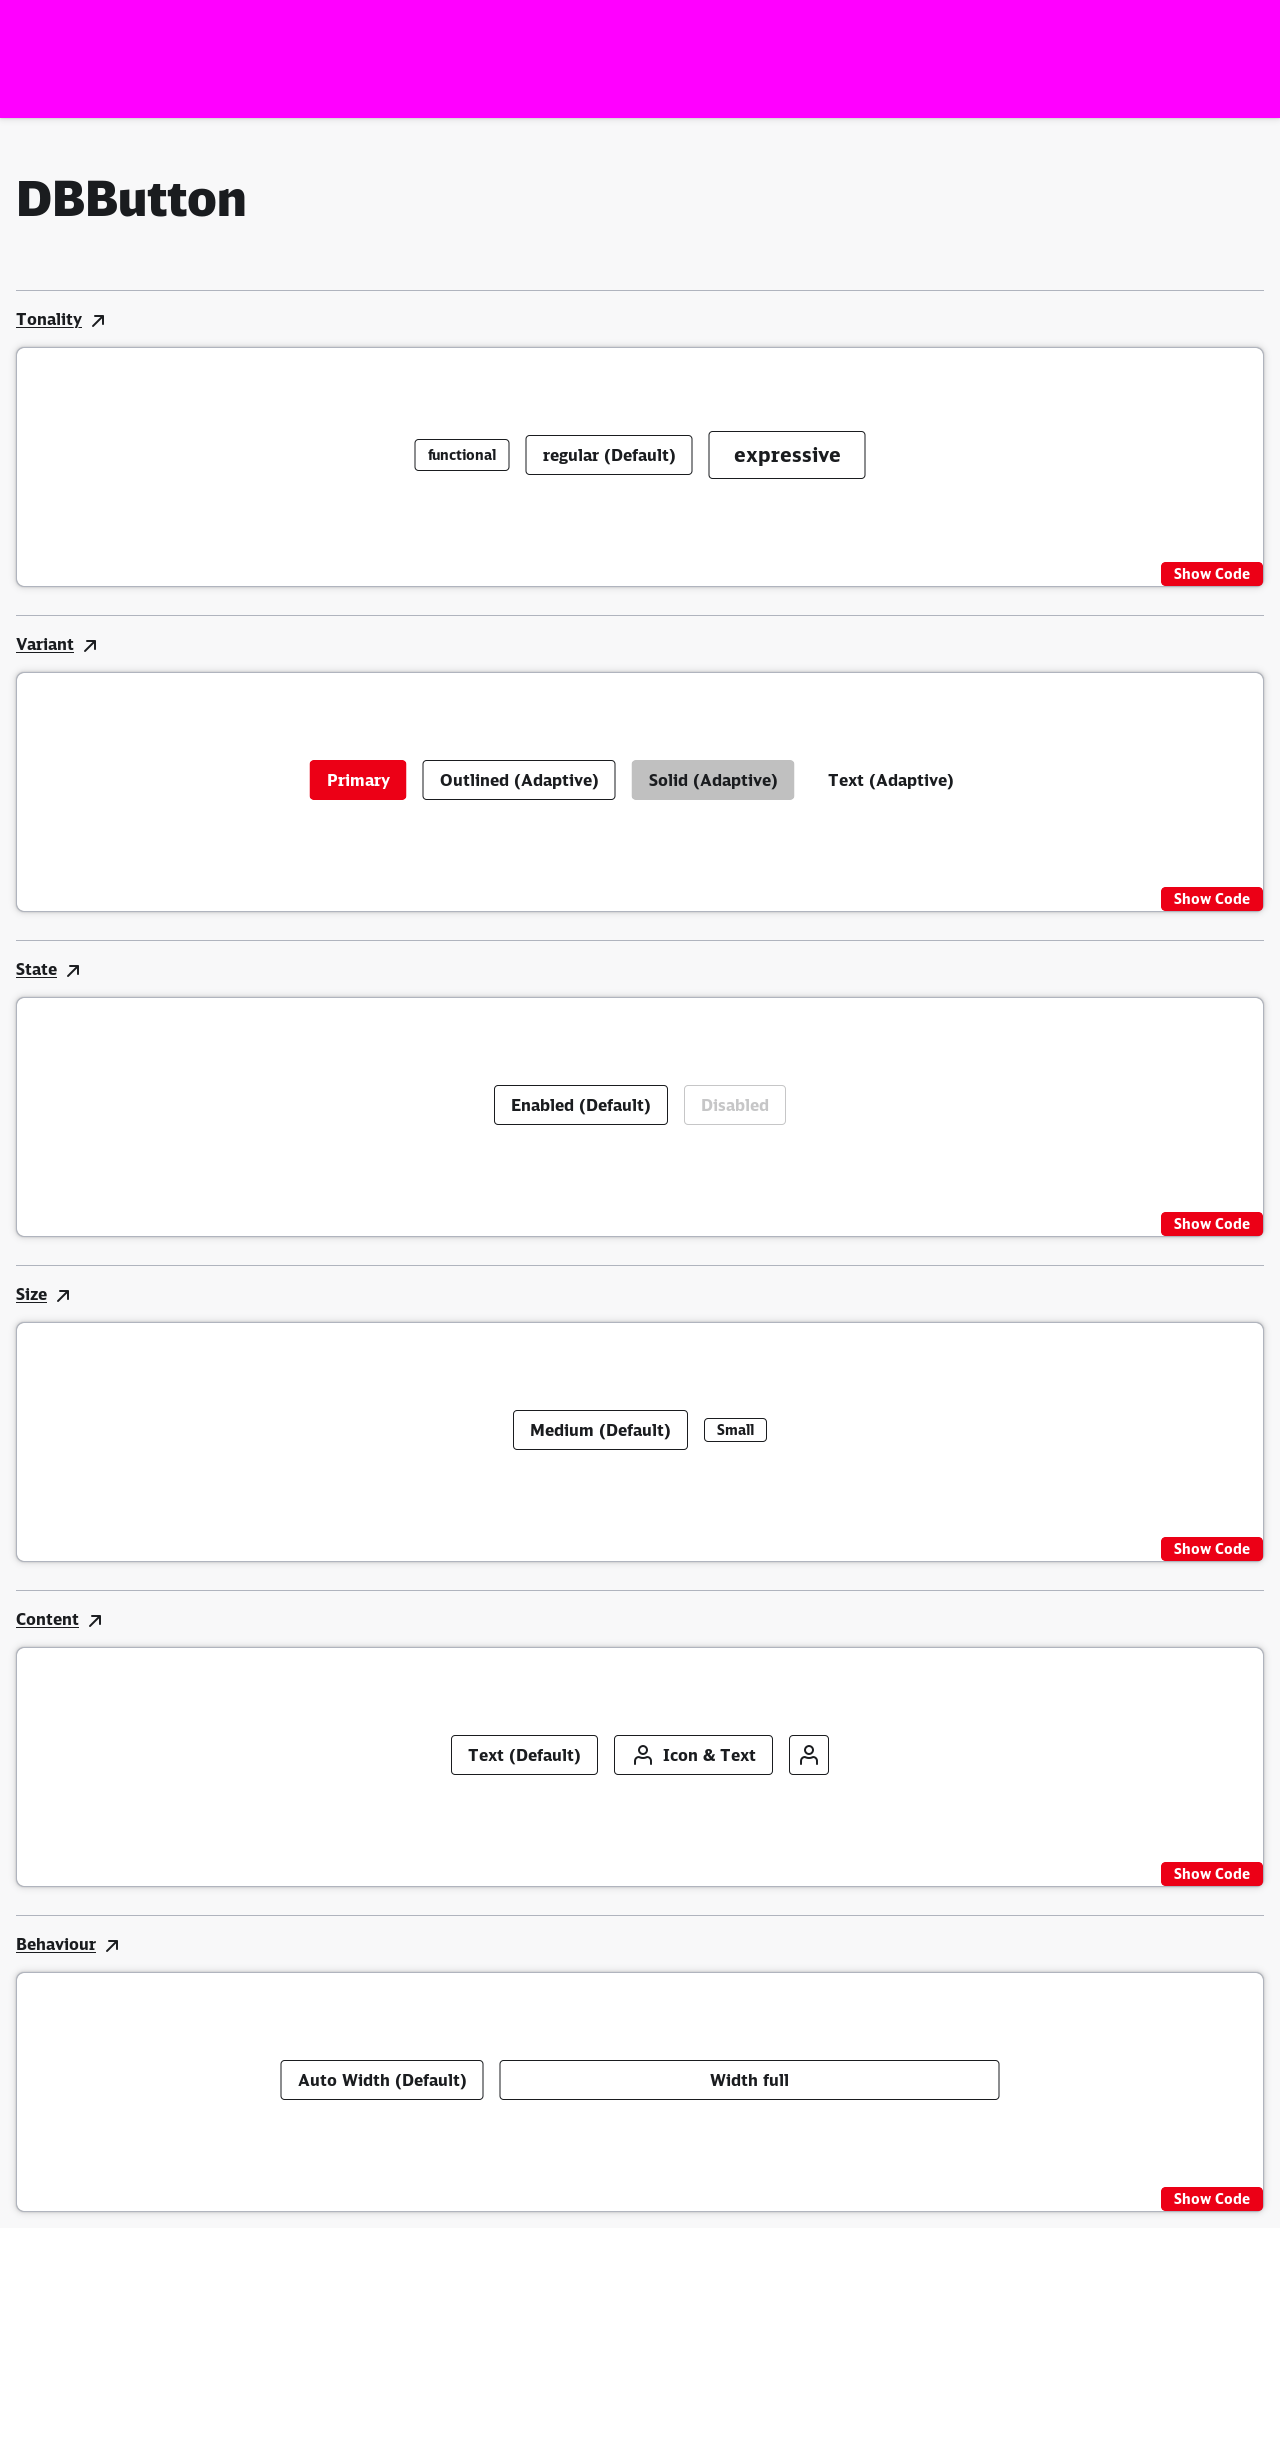 DBButton
Tonality
functional regular (Default) expressive
Show Code
Variant
Primary Outlined (Adaptive) Solid (Adaptive) Text (Adaptive)
Show Code
State
Enabled (Default) Disabled
Show Code
Size
Medium (Default) Small
Show Code
Content
Text (Default) Icon & Text
Show Code
Behaviour
Auto Width (Default) Width full
Show Code